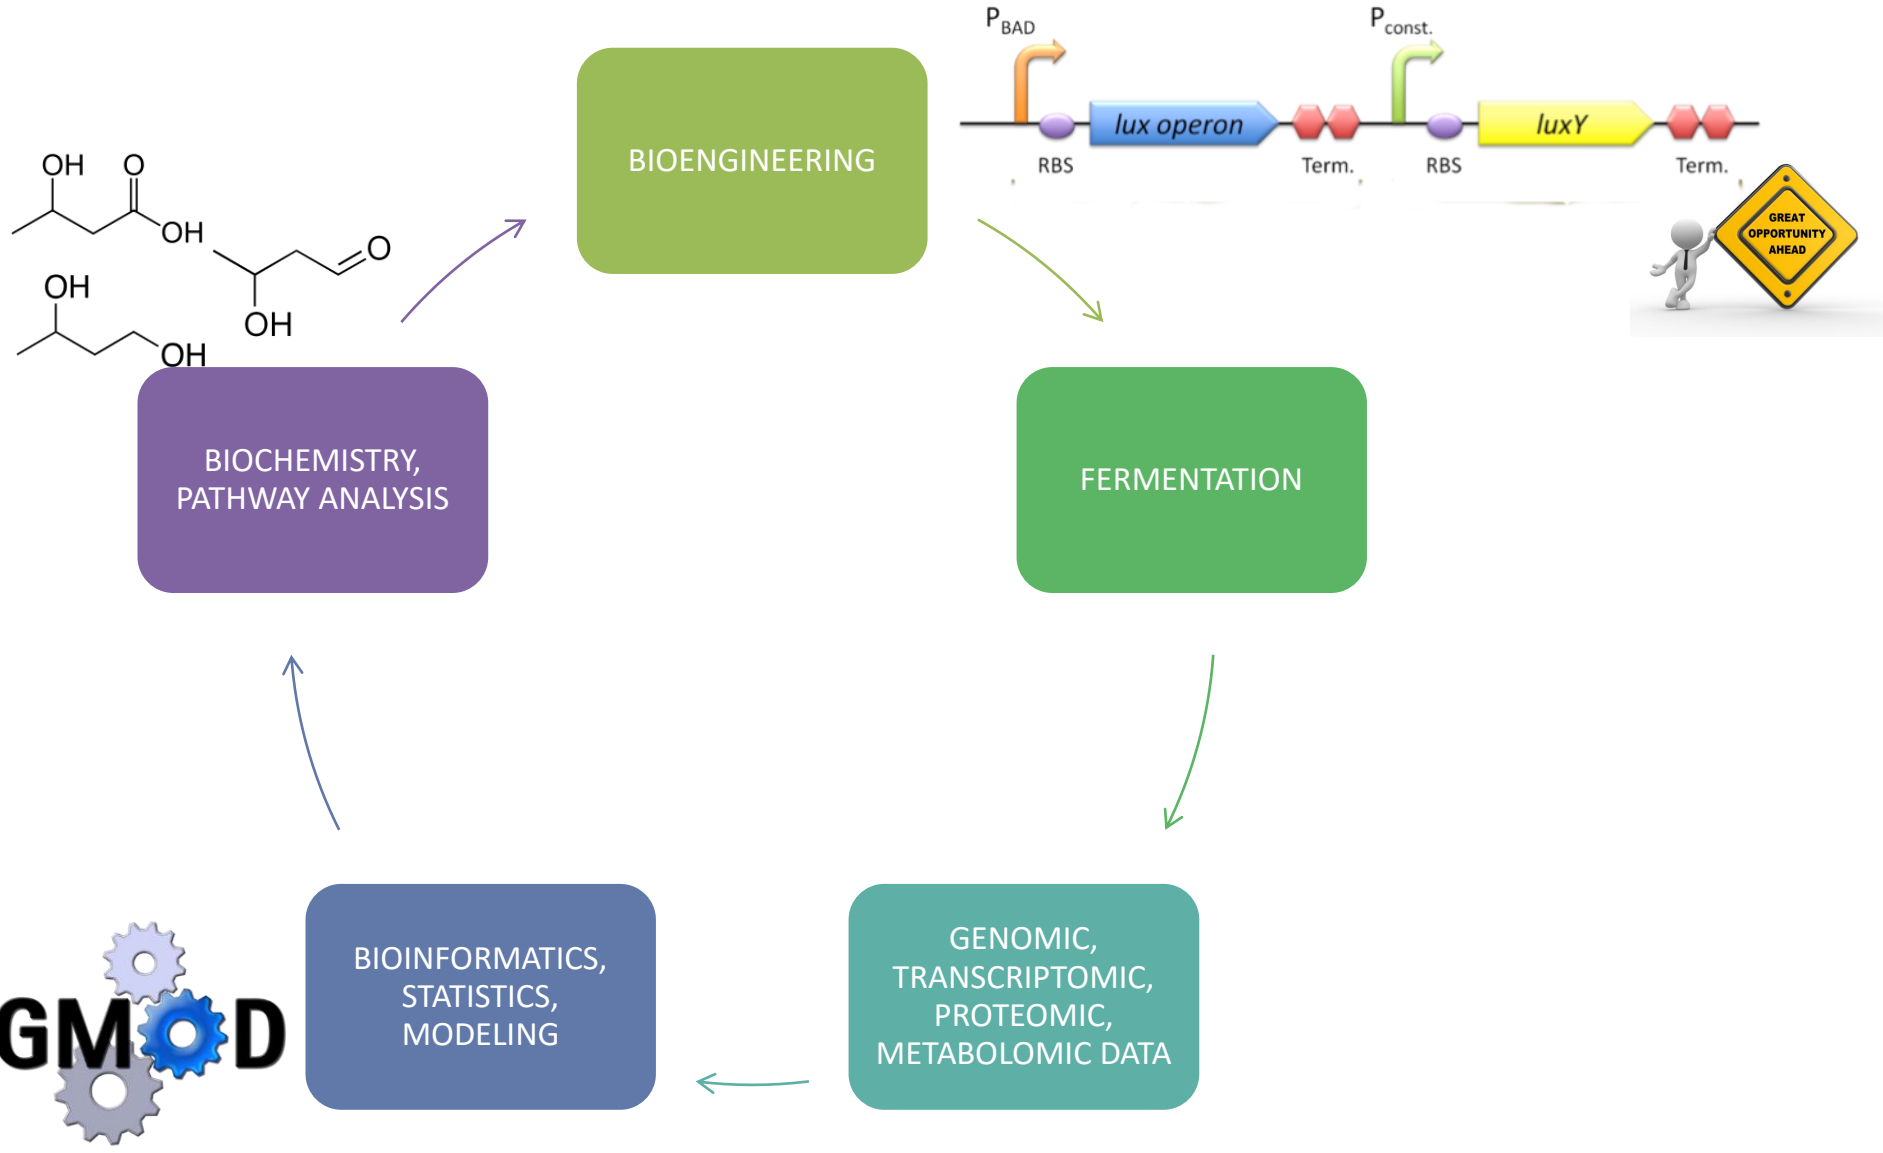 P_BAD
P_const.
lux operon
luxY
RBS
Term.
RBS
Term.
GREAT
OPPORTUNITY
AHEAD
BIOENGINEERING
OH
O
OH
O
OH
OH
OH
BIOCHEMISTRY,
PATHWAY ANALYSIS
FERMENTATION
GENOMIC,
TRANSCRIPTOMIC,
PROTEOMIC,
METABOLOMIC DATA
BIOINFORMATICS,
STATISTICS,
MODELING
GMOD